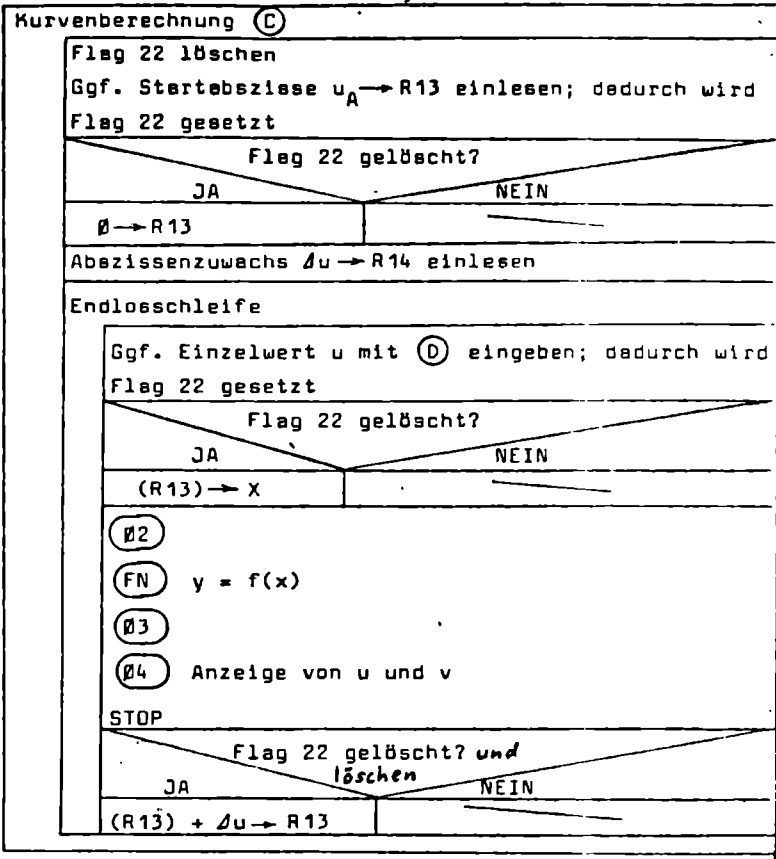 Kurvenberechnung (C)
Flag 22 löschen
Ggf. Startabszisse u_A → R13 einlesen; dadurch wird
Flag 22 gesetzt
Flag 22 gelöscht?
JA NEIN
Ø → R13
Abszissenzuwachs Δu → R14 einlesen
Endlosschleife
Ggf. Einzelwert u mit (D) eingeben; dadurch wird
Flag 22 gesetzt
Flag 22 gelöscht?
JA NEIN
(R13) → X
Ø2
FN y = f(x)
Ø3
Ø4 Anzeige von u und v
STOP
Flag 22 gelöscht? und
löschen
JA NEIN
(R13) + Δu → R13